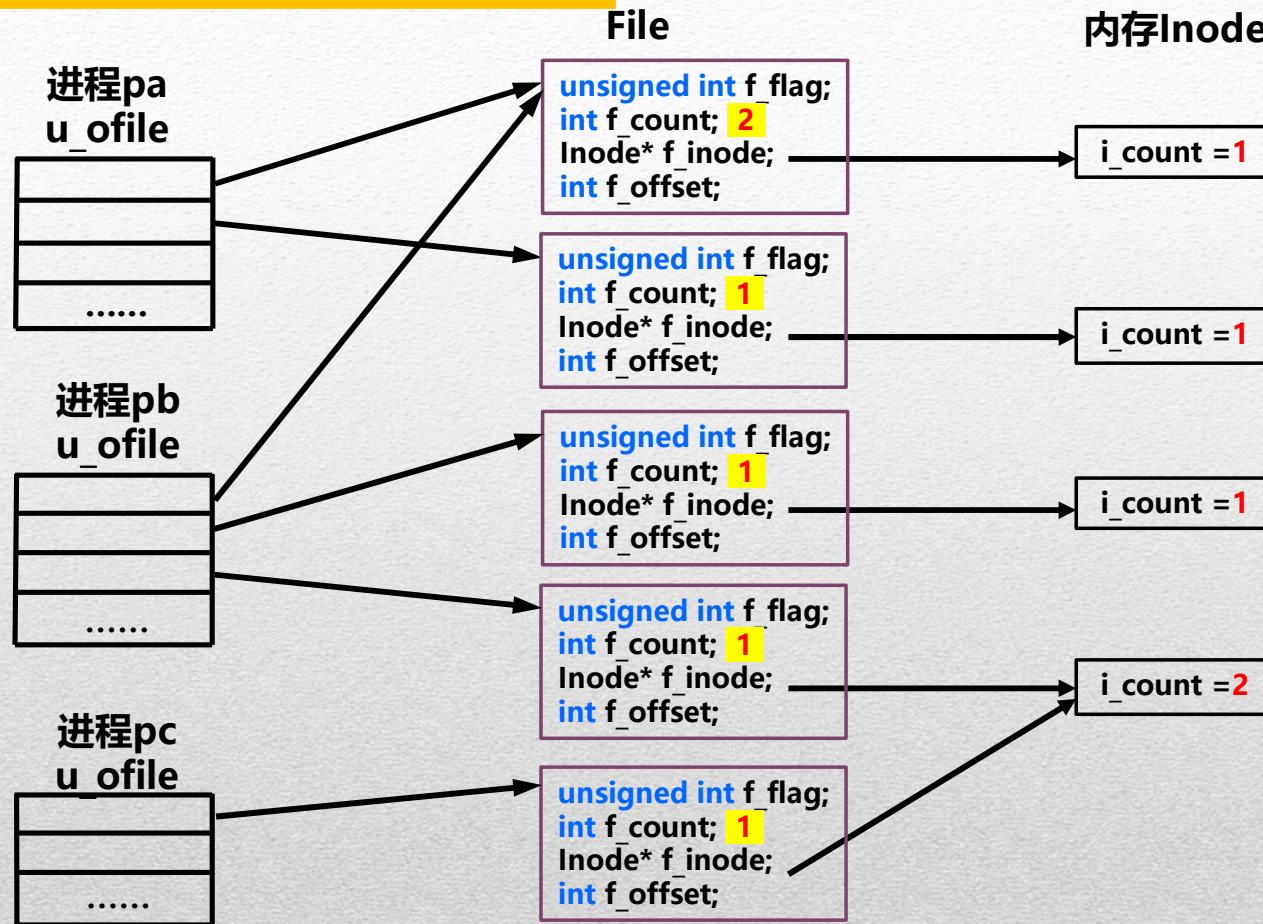 File
内存Inode
进程pa
u_ofile
......
进程pb
u_ofile
......
进程pc
u_ofile
......
unsigned int f_flag;
int f_count; 2
Inode* f_inode;
int f_offset;
unsigned int f_flag;
int f_count; 1
Inode* f_inode;
int f_offset;
unsigned int f_flag;
int f_count; 1
Inode* f_inode;
int f_offset;
unsigned int f_flag;
int f_count; 1
Inode* f_inode;
int f_offset;
unsigned int f_flag;
int f_count; 1
Inode* f_inode;
int f_offset;
i_count =1
i_count =1
i_count =1
i_count =2